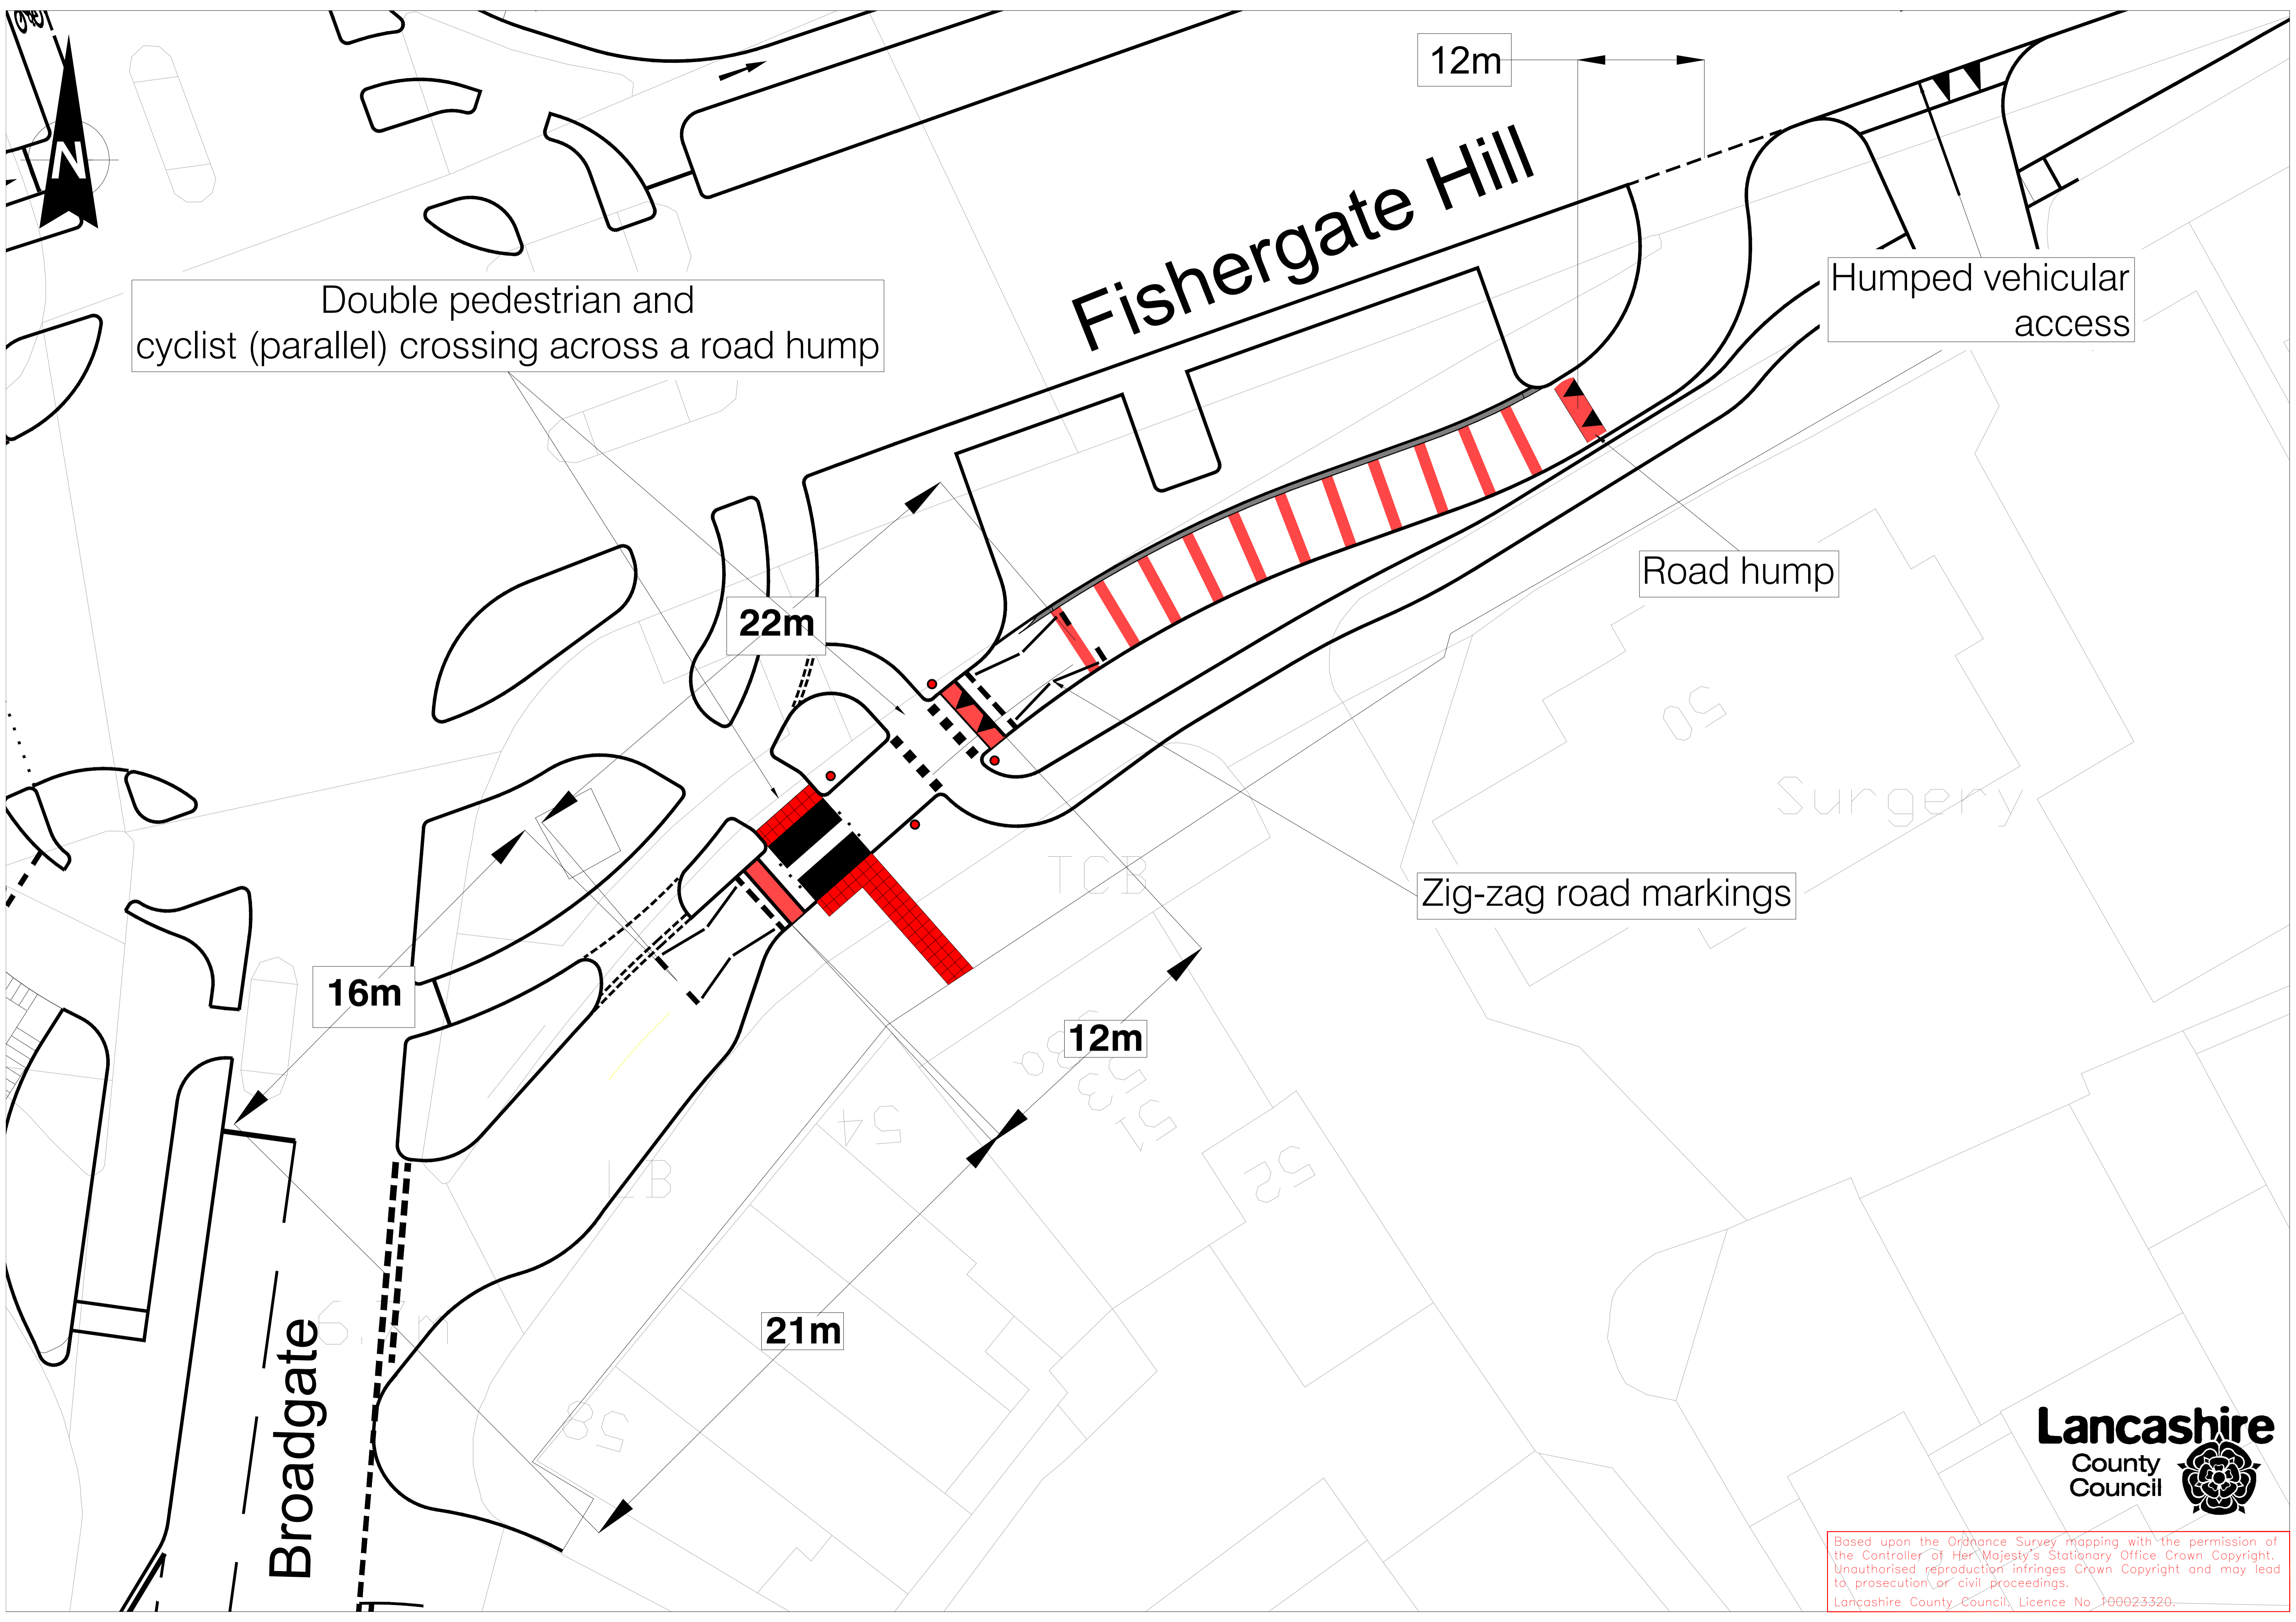 12m
N
Fishergate Hill
Double pedestrian and
cyclist (parallel) crossing across a road hump
Humped vehicular
access
Road hump
22m
50
Surgery
TCB
Zig-zag road markings
16m
12m
51
54
52
LB
21m
58
Broadgate
Lancashire
County
Council
Based upon the Ordnance Survey mapping with the permission of
the Controller of Her Majesty's Stationary Office Crown Copyright.
Unauthorised reproduction infringes Crown Copyright and may lead
to prosecution or civil proceedings.
Lancashire County Council. Licence No 100023320.